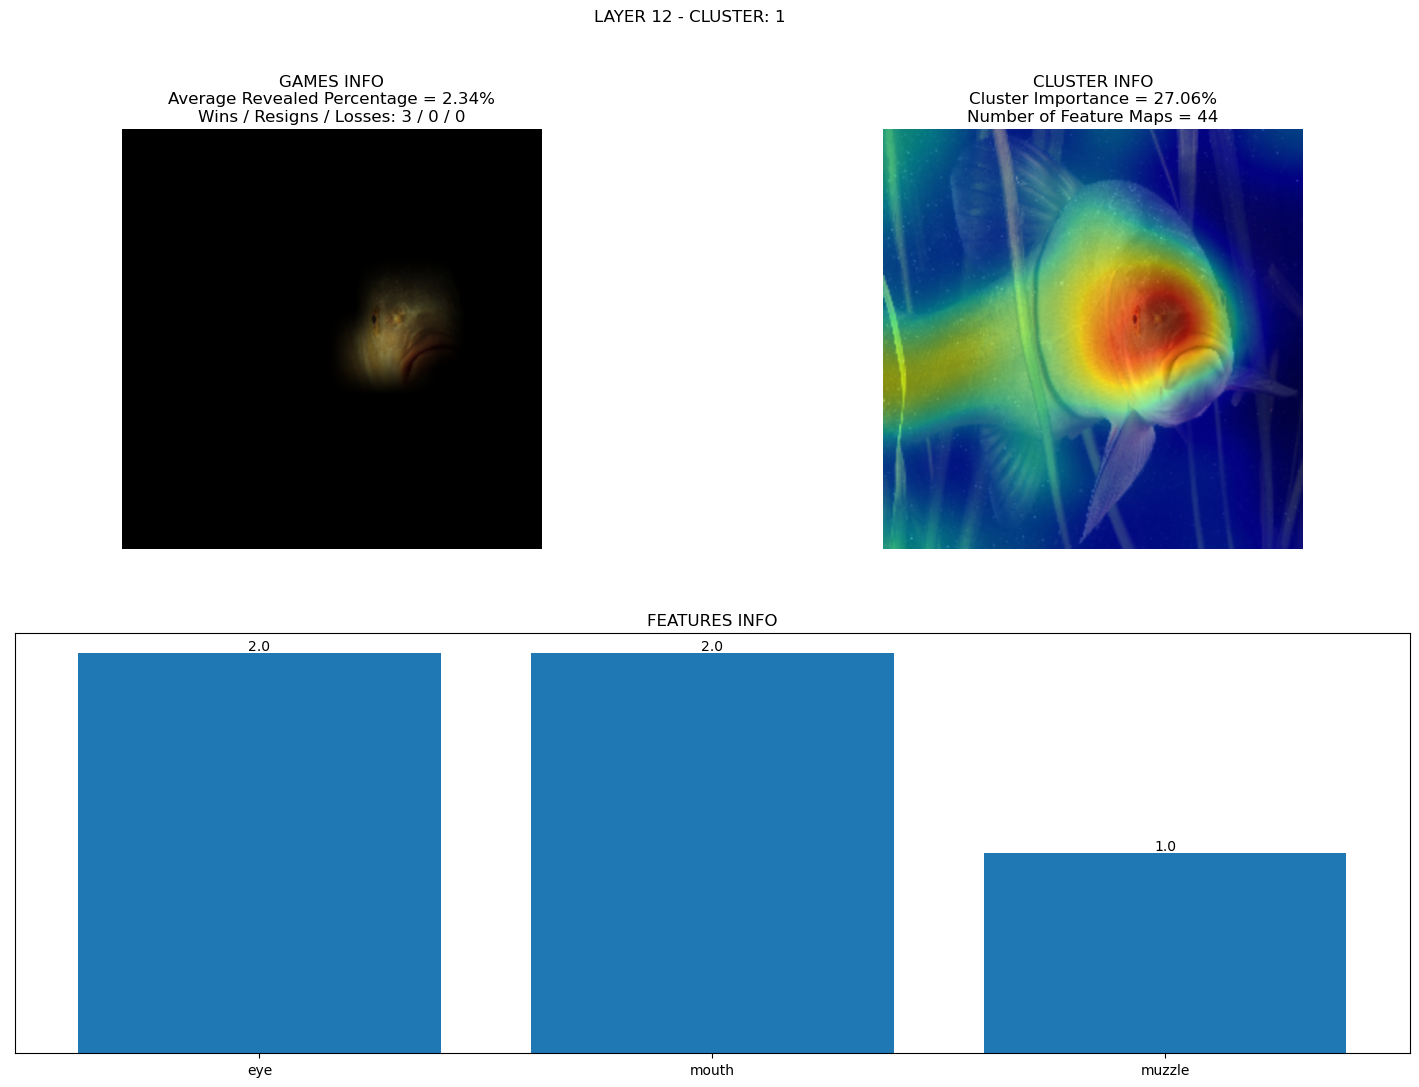 LAYER 12 - CLUSTER: 1
GAMES INFO
Average Revealed Percentage = 2.34%
Wins / Resigns / Losses: 3 / 0 / 0
CLUSTER INFO
Cluster Importance = 27.06%
Number of Feature Maps = 44
FEATURES INFO
2.0
2.0
1.0
eye
mouth
muzzle